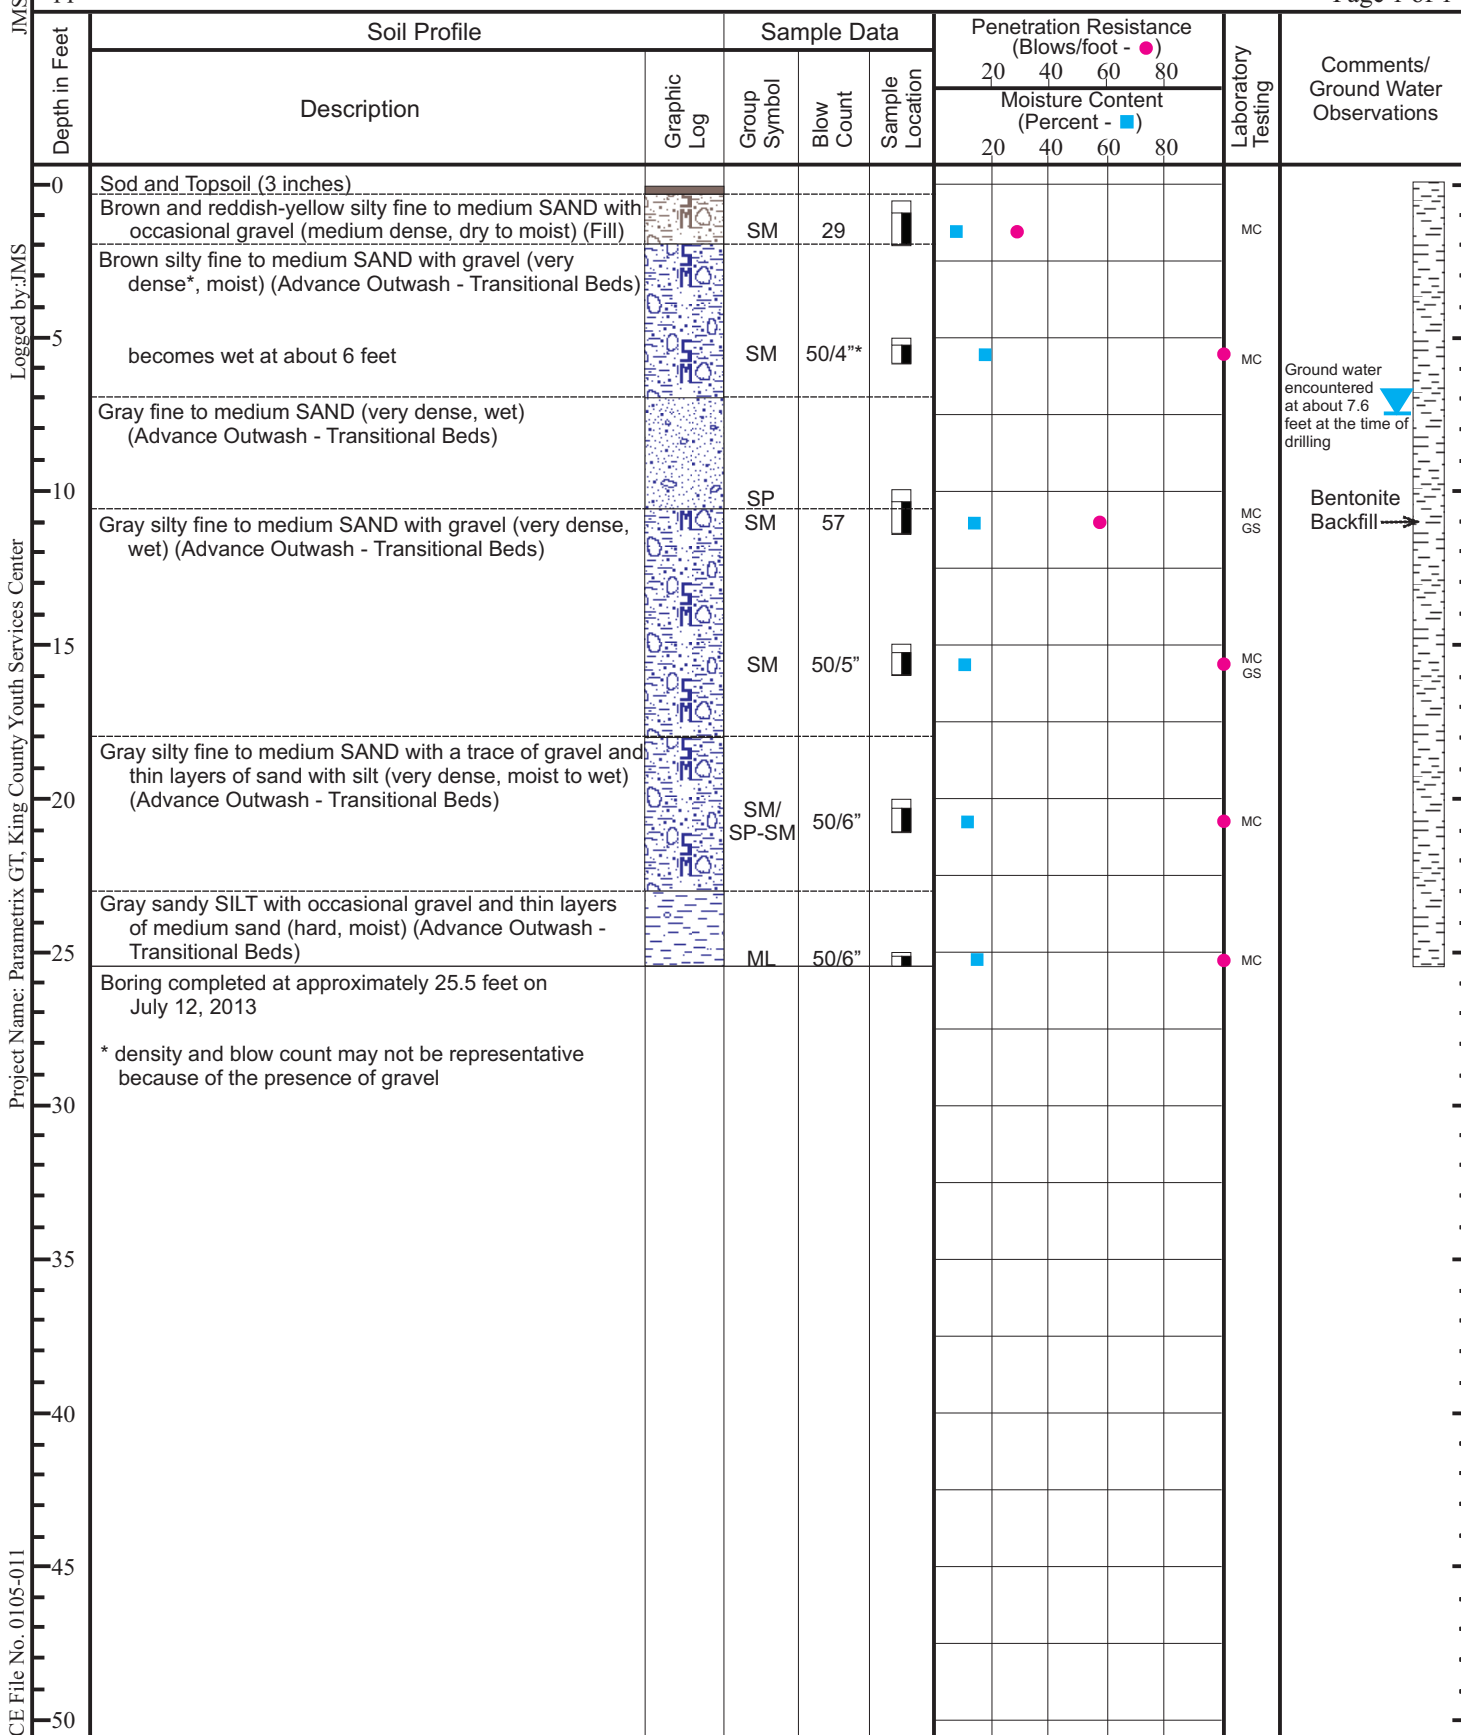 Soil Profile
Sample Data
Penetration Resistance
(Blows/foot - )
20 40 60 80
Moisture Content
(Percent - )
20 40 60 80
Depth in Feet
Description
Graphic
Log
Group
Symbol
Blow
Count
Sample
Location
Laboratory
Testing
Comments/
Ground Water
Observations
JMS
Logged by:JMS
Project Name: Parametrix GT, King County Youth Services Center
CE File No. 0105-011
0
Sod and Topsoil (3 inches)
Brown and reddish-yellow silty fine to medium SAND with
occasional gravel (medium dense, dry to moist) (Fill)
SM 29 MC
Brown silty fine to medium SAND with gravel (very
dense*, moist) (Advance Outwash - Transitional Beds)
5
becomes wet at about 6 feet
SM 50/4”* MC
Ground water
encountered
at about 7.6
feet at the time of
drilling
Gray fine to medium SAND (very dense, wet)
(Advance Outwash - Transitional Beds)
10
SP
Gray silty fine to medium SAND with gravel (very dense,
wet) (Advance Outwash - Transitional Beds)
SM 57
MC
GS
Bentonite
Backfill
15
SM 50/5”
MC
GS
Gray silty fine to medium SAND with a trace of gravel and
thin layers of sand with silt (very dense, moist to wet)
(Advance Outwash - Transitional Beds)
20
SM/
SP-SM
50/6”
MC
Gray sandy SILT with occasional gravel and thin layers
of medium sand (hard, moist) (Advance Outwash -
Transitional Beds)
25
ML 50/6” MC
Boring completed at approximately 25.5 feet on
July 12, 2013
* density and blow count may not be representative
because of the presence of gravel
30
35
40
45
50